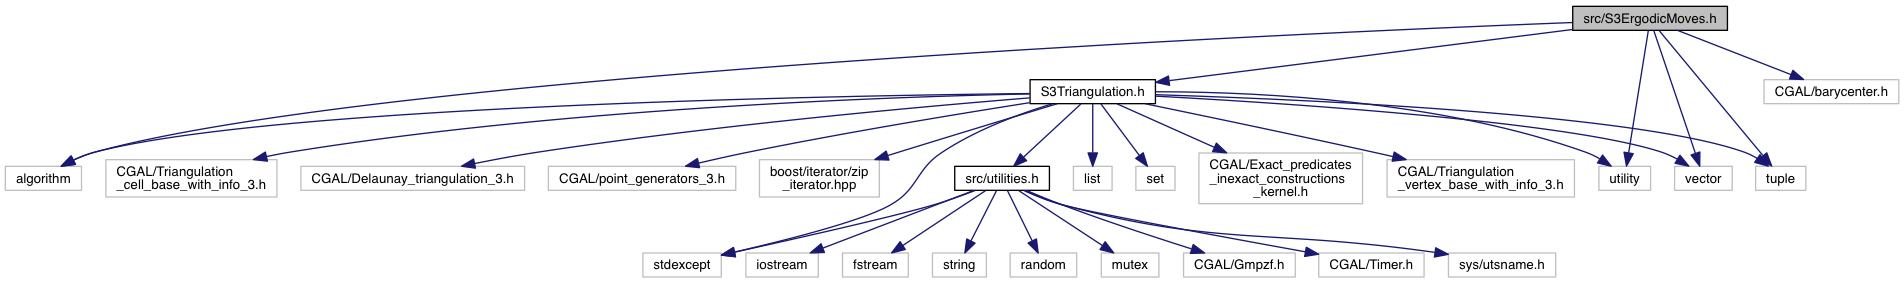 src/S3ErgodicMoves.h
S3Triangulation.h
CGAL/barycenter.h
algorithm
CGAL/Triangulation
_cell_base_with_info_3.h
CGAL/Delaunay_triangulation_3.h
CGAL/point_generators_3.h
boost/iterator/zip
_iterator.hpp
src/utilities.h
list
set
CGAL/Exact_predicates
_inexact_constructions
_kernel.h
CGAL/Triangulation
_vertex_base_with_info_3.h
utility
vector
tuple
stdexcept
iostream
fstream
string
random
mutex
CGAL/Gmpzf.h
CGAL/Timer.h
sys/utsname.h